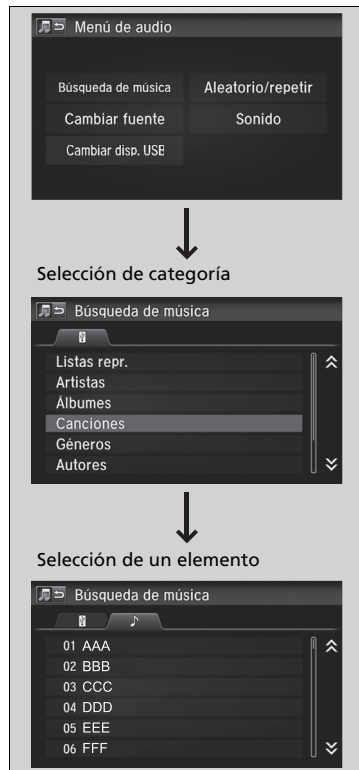 Menú de audio
Búsqueda de música Aleatorio/repetir
Cambiar fuente Sonido
Cambiar disp. USB
Selección de categoría
Búsqueda de música
Listas repr.
Artistas
Álbumes
Canciones
Géneros
Autores
Selección de un elemento
Búsqueda de música
01 AAA
02 BBB
03 CCC
04 DDD
05 EEE
06 FFF